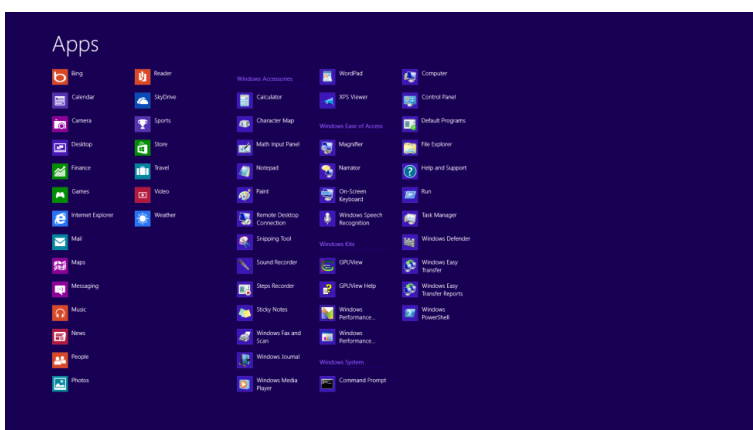 Apps
Bing
Calendar
Camera
Desktop
Finance
Games
Internet Explorer
Mail
Maps
Messaging
Music
News
People
Photos
Reader
SkyDrive
Sports
Store
Travel
Video
Weather
Windows Accessories
Calculator
Character Map
Math Input Panel
Notepad
Paint
Remote Desktop
Connection
Snipping Tool
Sound Recorder
Steps Recorder
Sticky Notes
Windows Fax and
Scan
Windows Journal
Windows Media
Player
WordPad
XPS Viewer
Windows Ease of Access
Magnifier
Narrator
On-Screen
Keyboard
Windows Speech
Recognition
Windows Kits
GPUView
GPUView Help
Windows
Performance...
Windows
Performance...
Windows System
Command Prompt
Computer
Control Panel
Default Programs
File Explorer
Help and Support
Run
Task Manager
Windows Defender
Windows Easy
Transfer
Windows Easy
Transfer Reports
Windows
PowerShell